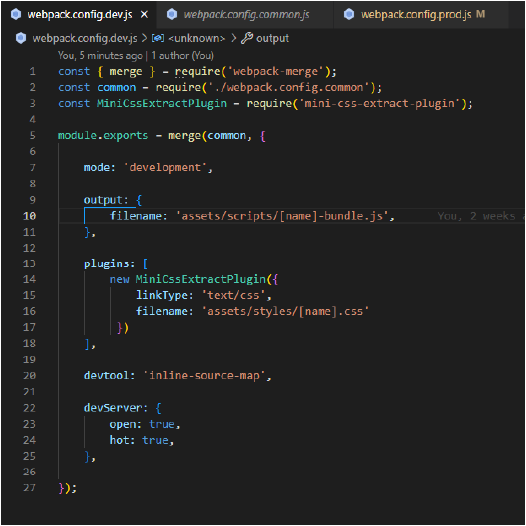 webpack.config.dev.js X webpack.config.common.js webpack.config.prod.js M
webpack.config.dev.js > <unknown> > output
You, 5 minutes ago | 1 author (You)
1 const { merge } = require('webpack-merge');
2 const common = require('./webpack.config.common');
3 const MiniCssExtractPlugin = require('mini-css-extract-plugin');
4
5 module.exports = merge(common, {
6
7 mode: 'development',
8
9 output: {
10 filename: 'assets/scripts/[name]-bundle.js', You, 2 weeks a
11 },
12
13 plugins: [
14 new MiniCssExtractPlugin({
15 linkType: 'text/css',
16 filename: 'assets/styles/[name].css'
17 })
18 ],
19
20 devtool: 'inline-source-map',
21
22 devServer: {
23 open: true,
24 hot: true,
25 },
26
27 });